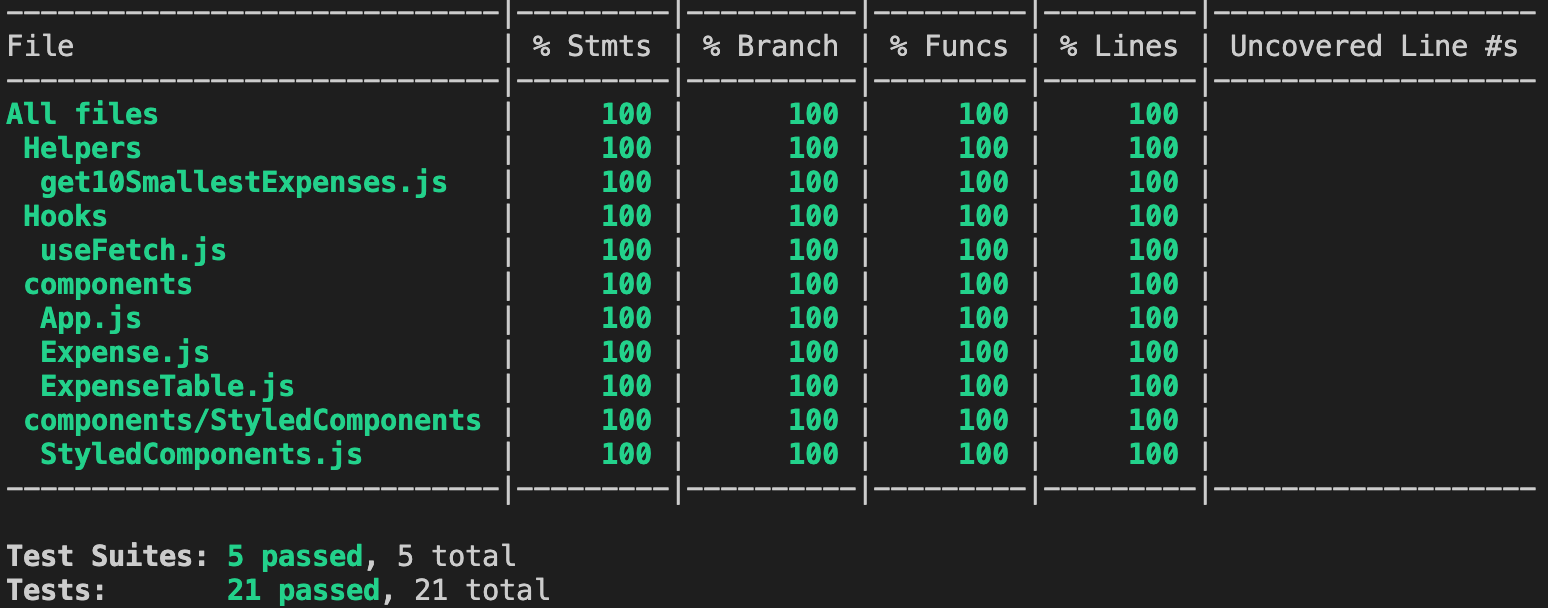 --------------------------------|---------|----------|---------|---------|-------------------
File                            | % Stmts | % Branch | % Funcs | % Lines | Uncovered Line #s
--------------------------------|---------|----------|---------|---------|-------------------
All files                       |     100 |      100 |     100 |     100 |
 Helpers                        |     100 |      100 |     100 |     100 |
  get10SmallestExpenses.js      |     100 |      100 |     100 |     100 |
 Hooks                          |     100 |      100 |     100 |     100 |
  useFetch.js                   |     100 |      100 |     100 |     100 |
 components                     |     100 |      100 |     100 |     100 |
  App.js                        |     100 |      100 |     100 |     100 |
  Expense.js                    |     100 |      100 |     100 |     100 |
  ExpenseTable.js               |     100 |      100 |     100 |     100 |
 components/StyledComponents    |     100 |      100 |     100 |     100 |
  StyledComponents.js           |     100 |      100 |     100 |     100 |
--------------------------------|---------|----------|---------|---------|-------------------
Test Suites: 5 passed, 5 total
Tests:       21 passed, 21 total